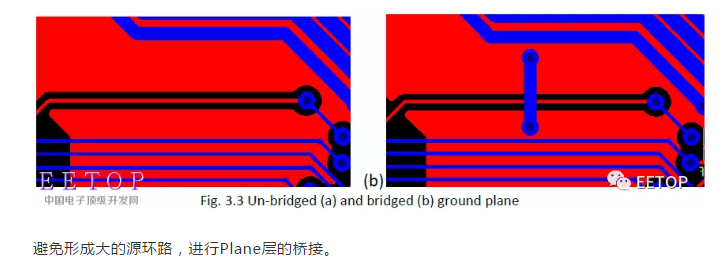 (b)
EETOP
中国电子顶级开发网
EETOP
Fig. 3.3 Un-bridged (a) and bridged (b) ground plane
避免形成大的源环路，进行Plane层的桥接。